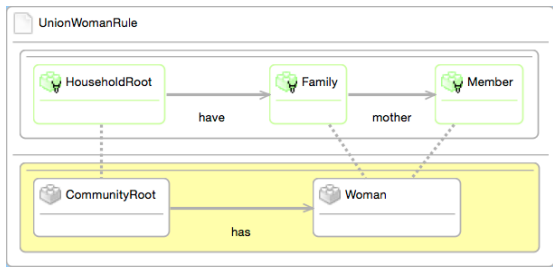 UnionWomanRule
HouseholdRoot
Family
Member
have
mother
CommunityRoot
Woman
has